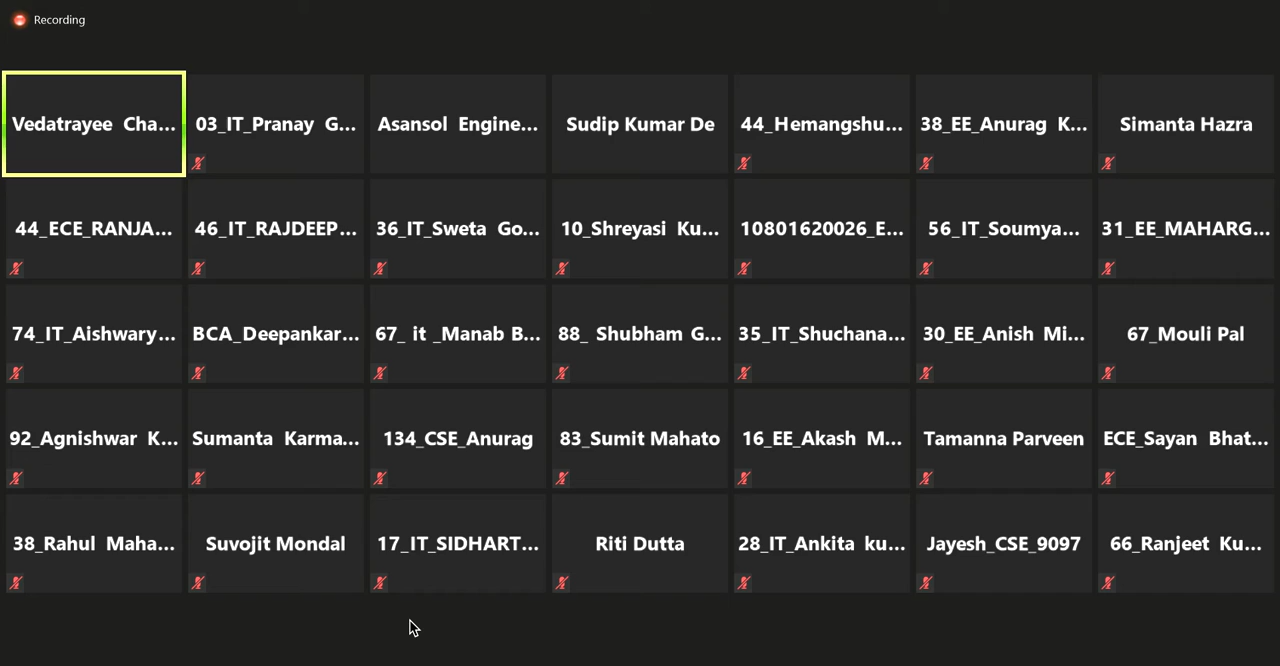 Recording
Vedatrayee Cha...
03_IT_Pranay G...
Asansol Engine...
Sudip Kumar De
44_Hemangshu...
38_EE_Anurag K...
Simanta Hazra
44_ECE_RANJA...
46_IT_RAJDEEP...
36_IT_Sweta Go...
10_Shreyasi Ku...
10801620026_E...
56_IT_Soumya...
31_EE_MAHARG...
74_IT_Aishwary...
BCA_Deepankar...
67_ it _Manab B...
88_ Shubham G...
35_IT_Shuchana...
30_EE_Anish Mi...
67_Mouli Pal
92_Agnishwar K...
Sumanta Karma...
134_CSE_Anurag
83_Sumit Mahato
16_EE_Akash M...
Tamanna Parveen
ECE_Sayan Bhat...
38_Rahul Maha...
Suvojit Mondal
17_IT_SIDHART...
Riti Dutta
28_IT_Ankita ku...
Jayesh_CSE_9097
66_Ranjeet Ku...